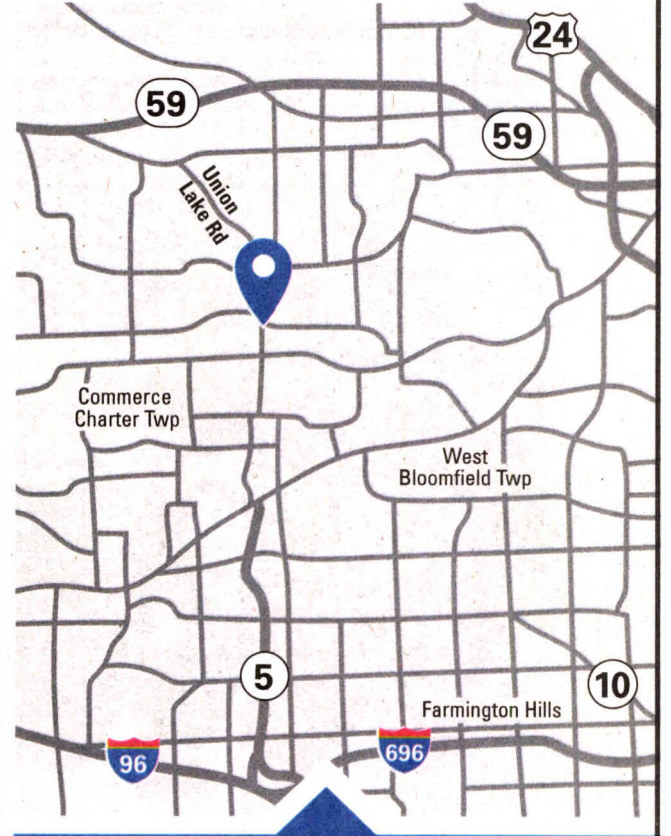 24
59
59
Union
Lake Rd
Commerce
Charter Twp
West
Bloomfield Twp
5
10
Farmington Hills
696
96